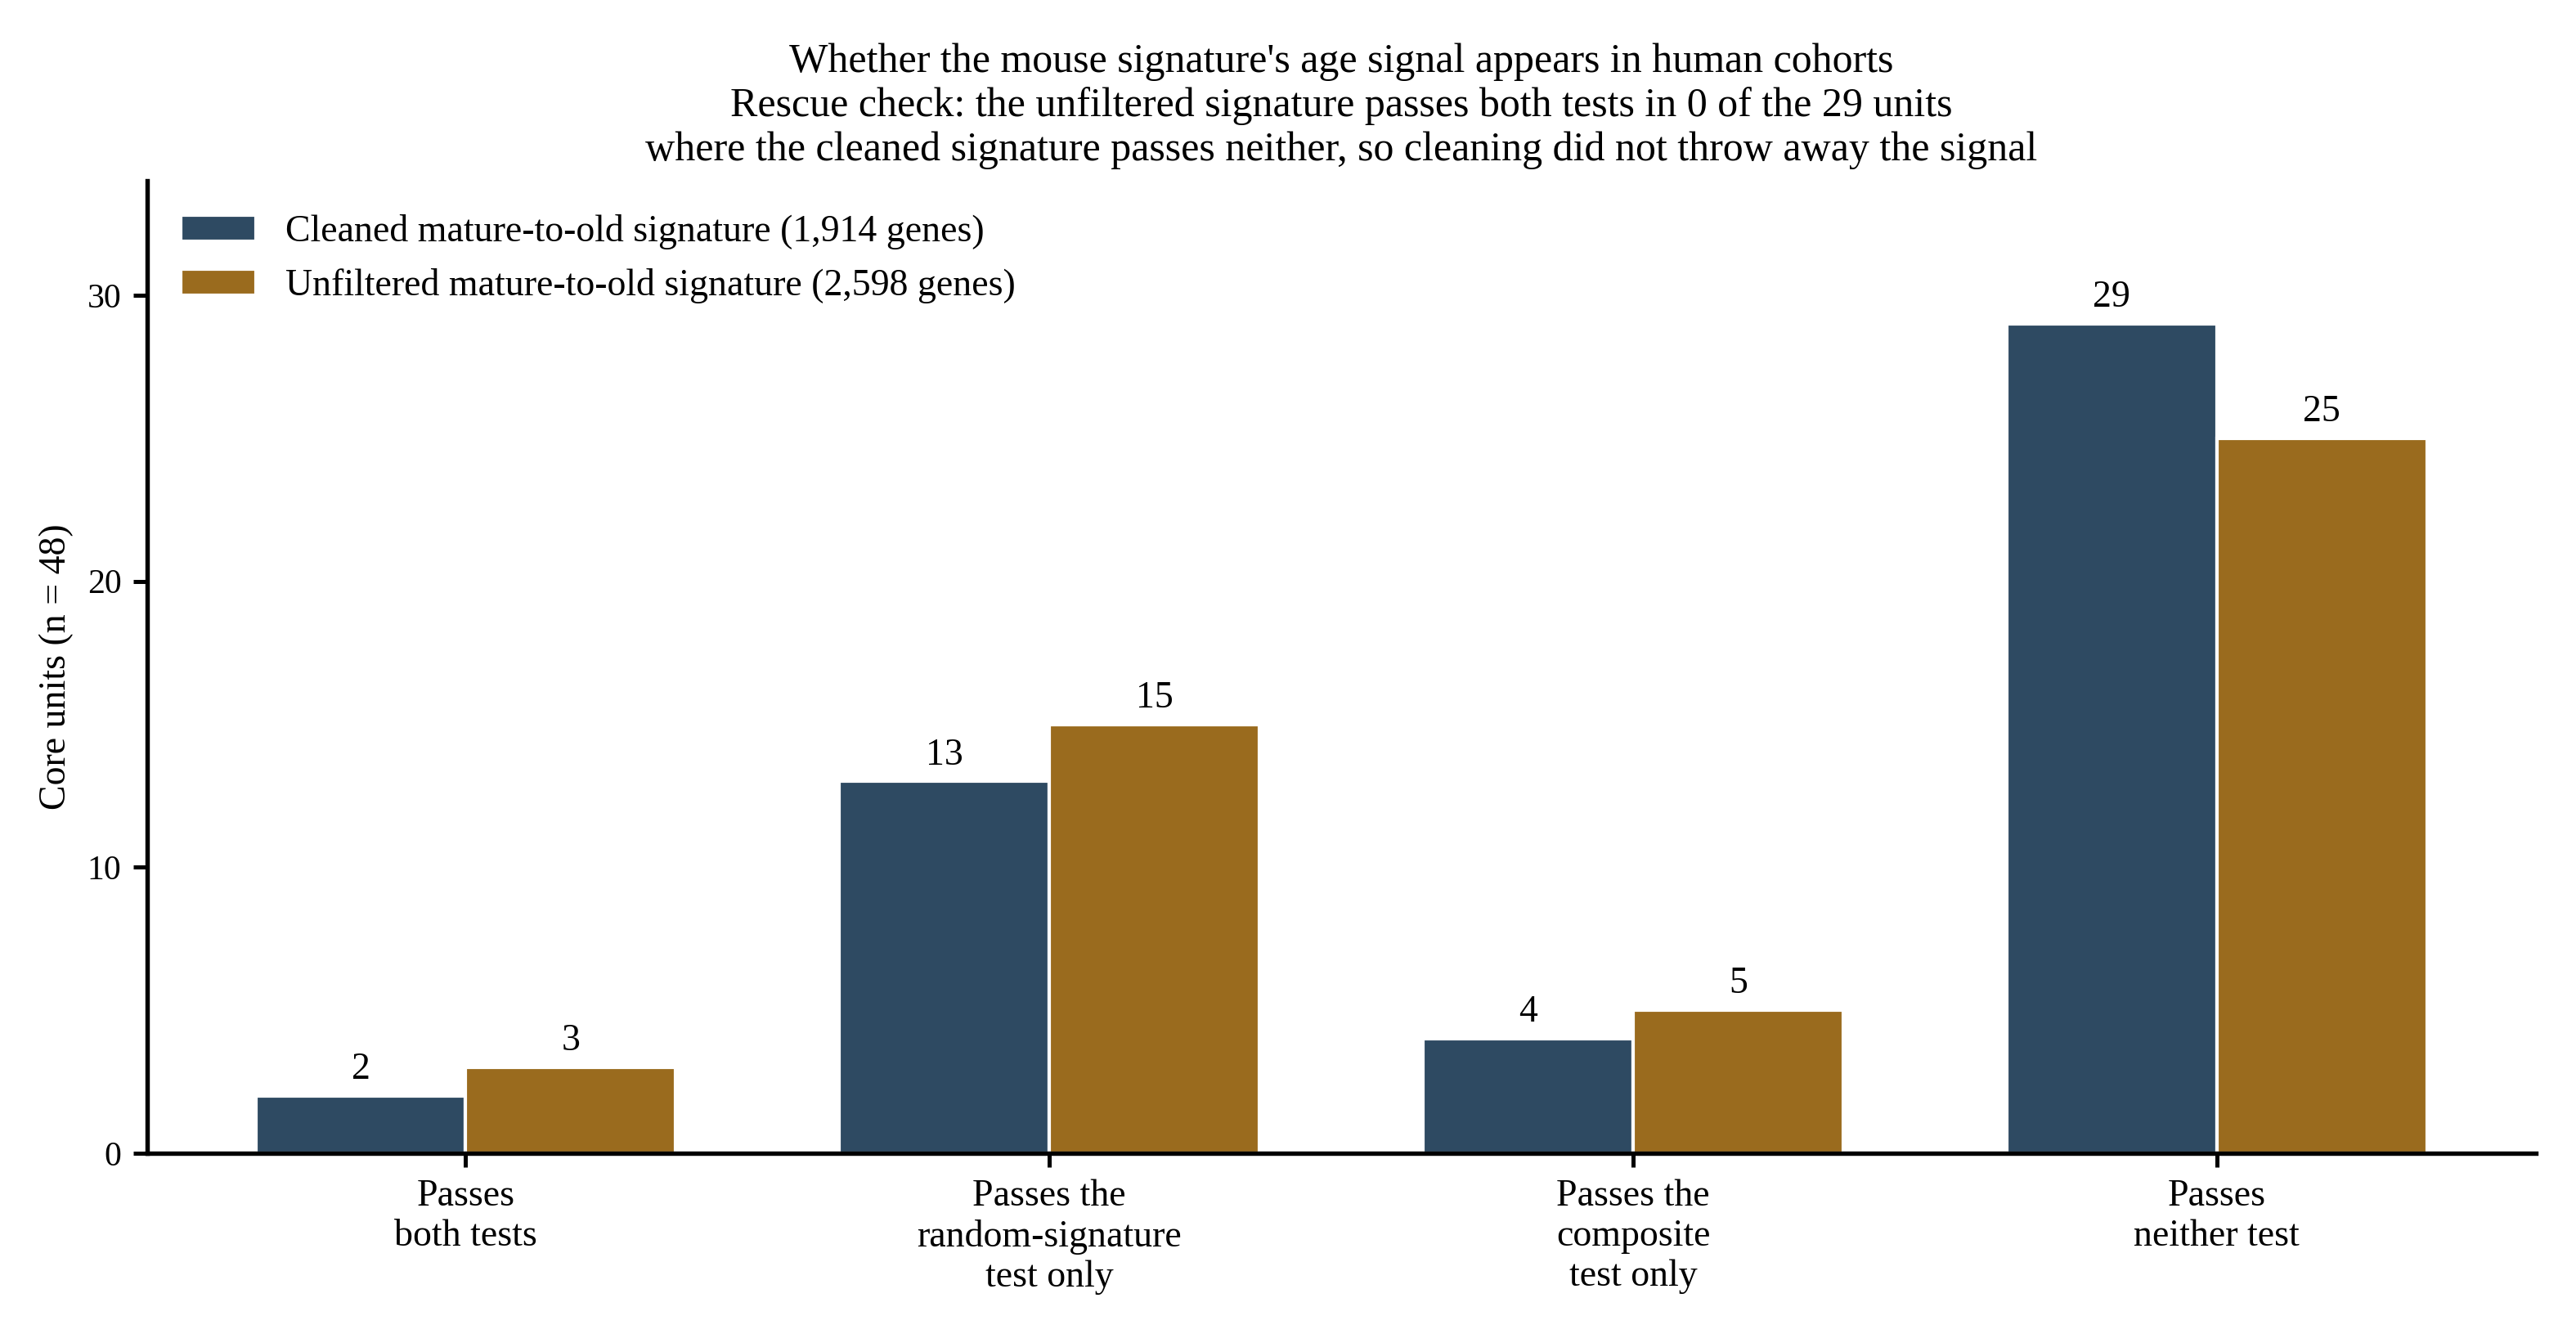 Whether the mouse signature's age signal appears in human cohorts
Rescue check: the unfiltered signature passes both tests in 0 of the 29 units
where the cleaned signature passes neither, so cleaning did not throw away the signal
Cleaned mature-to-old signature (1,914 genes)
Unfiltered mature-to-old signature (2,598 genes)
Core units (n = 48)
30
20
10
0
2
3
13
15
4
5
29
25
Passes
both tests
Passes the
random-signature
test only
Passes the
composite
test only
Passes
neither test